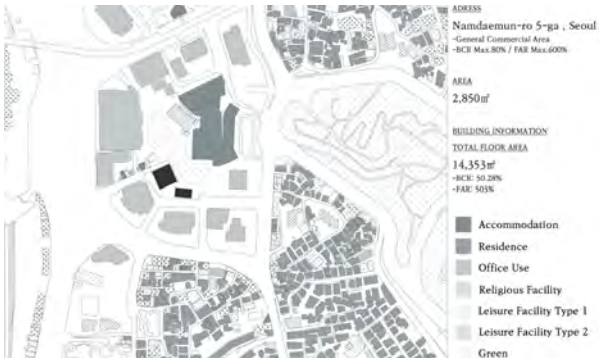 ADRESS
Namdaemun-ro 5-ga , Seoul
-General Commercial Area
-BCR Max.80% / FAR Max.600%
AREA
2,850㎡
BUILDING INFORMATION
TOTAL FLOOR AREA
14,353㎡
-BCR: 50.28%
-FAR: 503%
Accommodation
Residence
Office Use
Religious Facility
Leisure Facility Type 1
Leisure Facility Type 2
Green